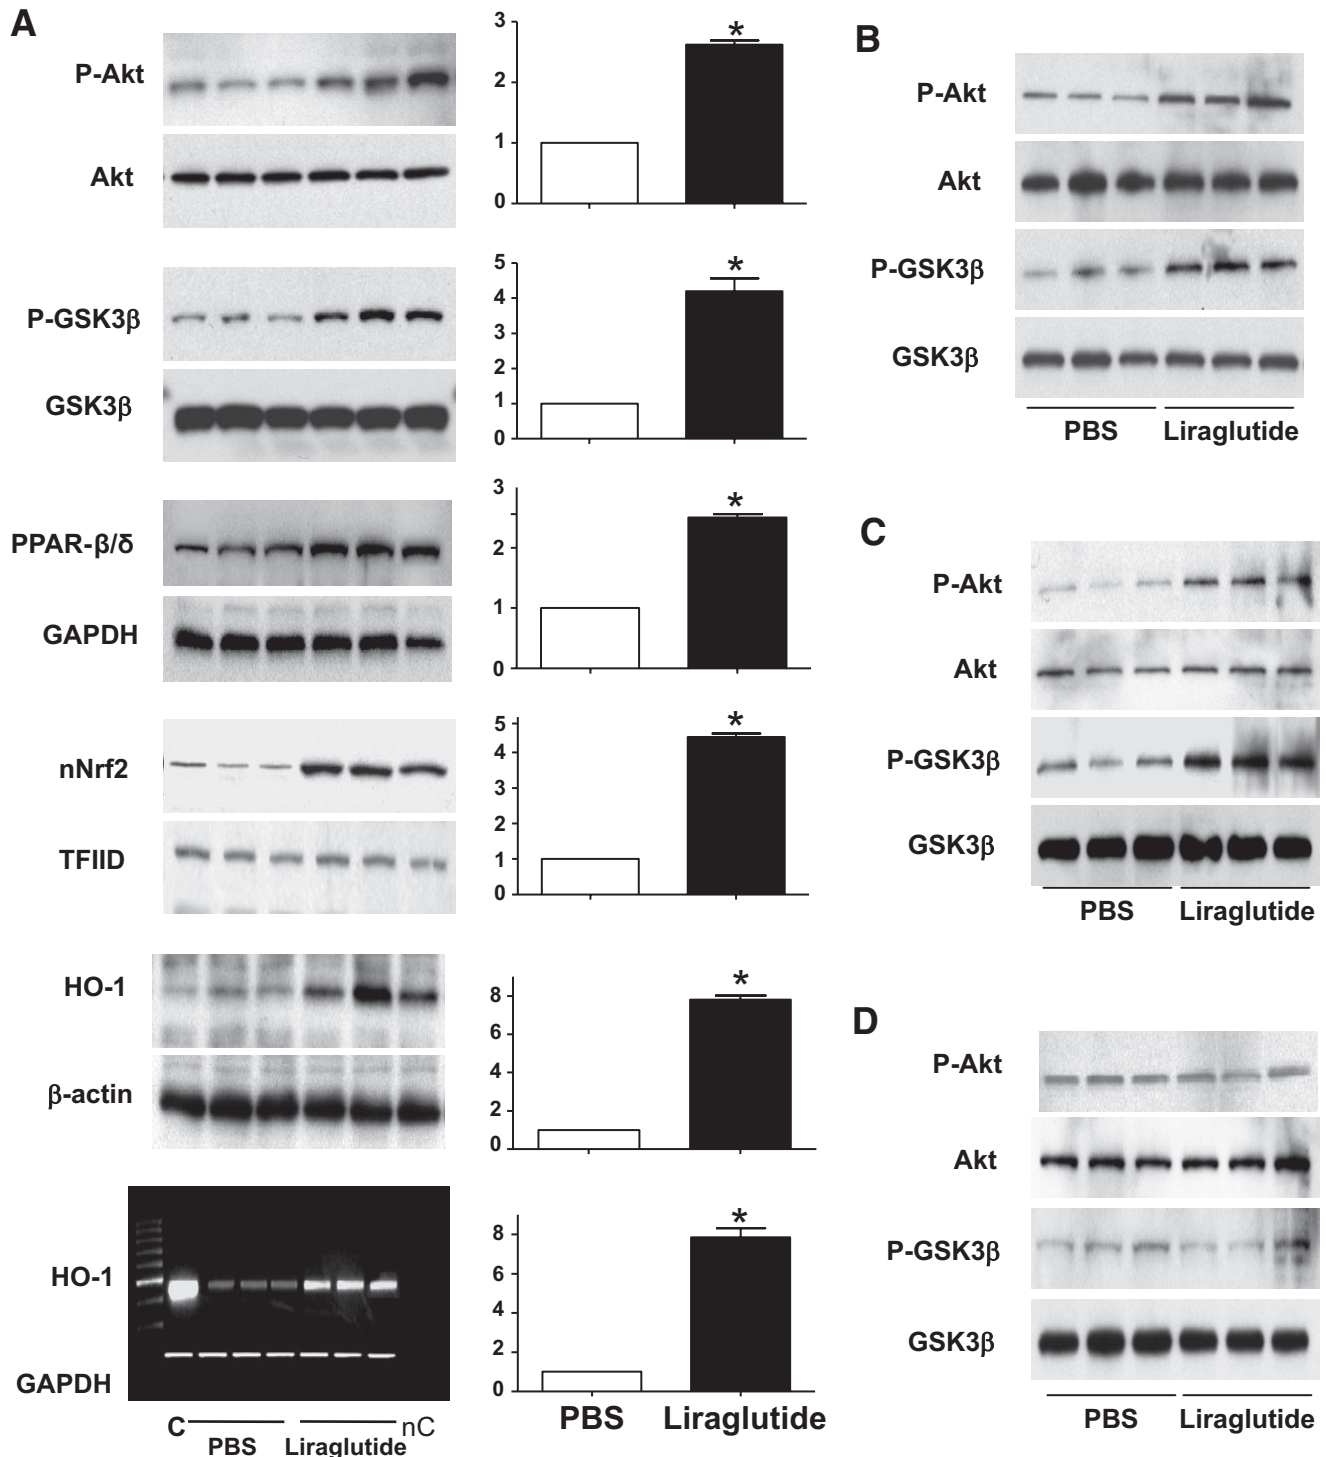 A
P-Akt
Akt
3
2
1
0
*
P-GSK3β
GSK3β
5
4
3
2
1
0
*
PPAR-β/δ
GAPDH
3
2
1
0
*
nNrf2
TFIID
5
4
3
2
1
0
*
HO-1
β-actin
8
6
4
2
0
*
HO-1
GAPDH
C
PBS
Liraglutide
nC
8
6
4
2
0
*
PBS
Liraglutide
B
P-Akt
Akt
P-GSK3β
GSK3β
PBS
Liraglutide
C
P-Akt
Akt
P-GSK3β
GSK3β
PBS
Liraglutide
D
P-Akt
Akt
P-GSK3β
GSK3β
PBS
Liraglutide